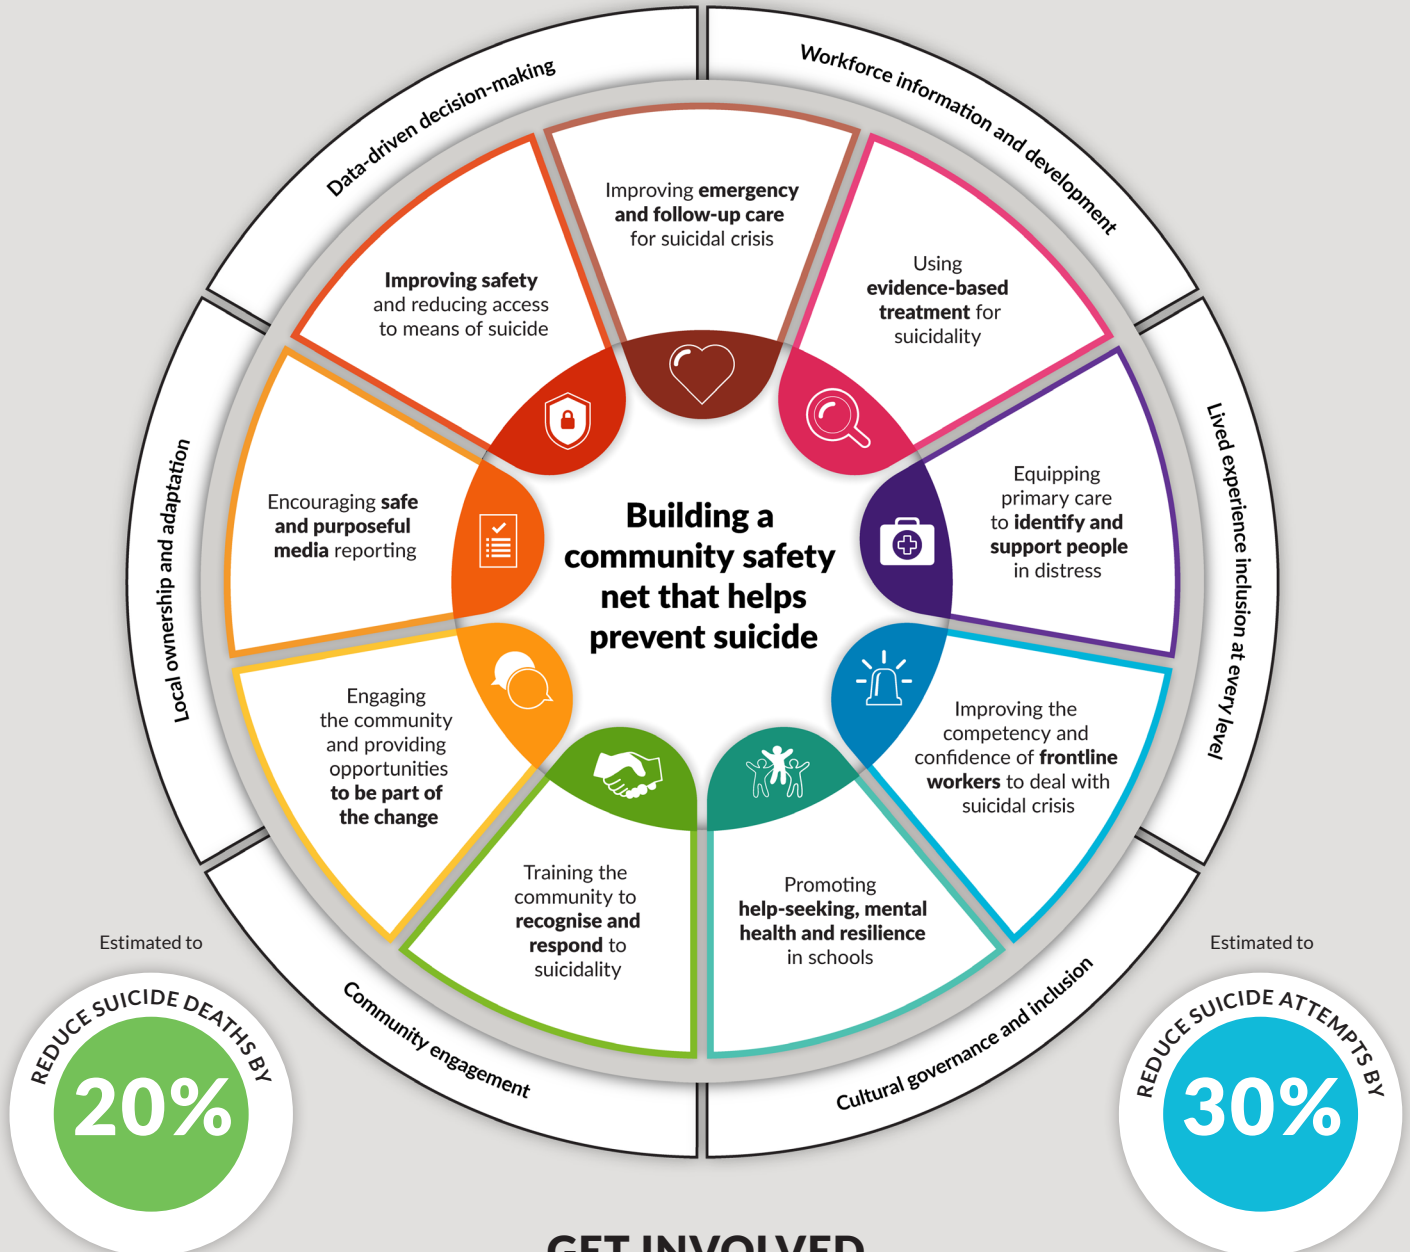 Data-driven decision-making
Workforce information and development
Lived experience inclusion at every level
Cultural governance and inclusion
Community engagement
Local ownership and adaptation
Improving emergency
and follow-up care
for suicidal crisis
Using
evidence-based
treatment for
suicidality
Equipping
primary care
to identify and
support people
in distress
Improving the
competency and
confidence of frontline
workers to deal with
suicidal crisis
Promoting
help-seeking, mental
health and resilience
in schools
Training the
community to
recognise and
respond to
suicidality
Engaging
the community
and providing
opportunities
to be part of
the change
Encouraging safe
and purposeful
media reporting
Improving safety
and reducing access
to means of suicide
Building a
community safety
net that helps
prevent suicide
Estimated to
REDUCE SUICIDE DEATHS BY
20%
Estimated to
REDUCE SUICIDE ATTEMPTS BY
30%
GET INVOLVED